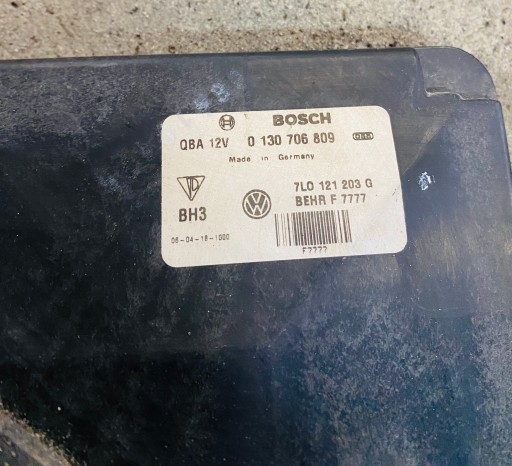 BOSCH
QBA 12V 0 130 706 809
Made in Germany
7L0 121 203 G
BH3 BEHR F 7777
06-04-18-1000
F7777